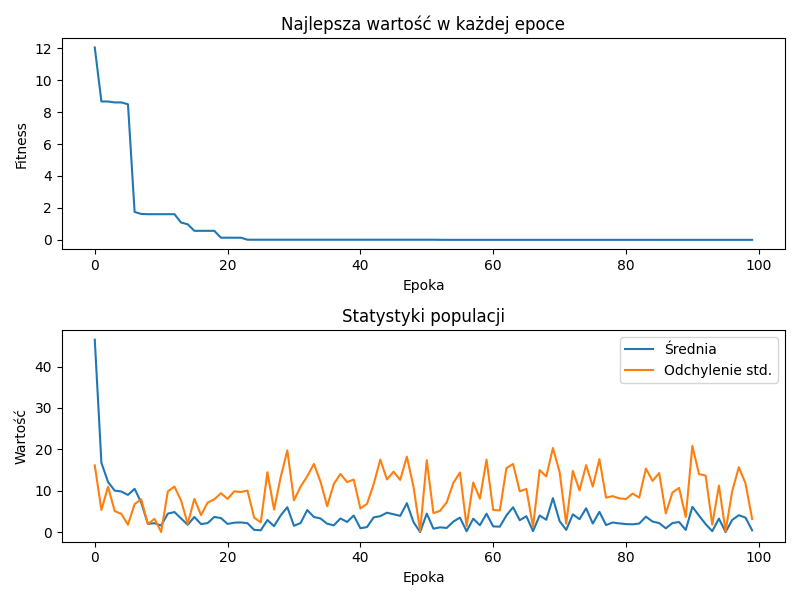 Najlepsza wartość w każdej epoce
12
10
8
6
4
2
0
Fitness
0 20 40 60 80 100
Epoka
Statystyki populacji
Średnia
Odchylenie std.
40
30
20
10
0
Wartość
0 20 40 60 80 100
Epoka